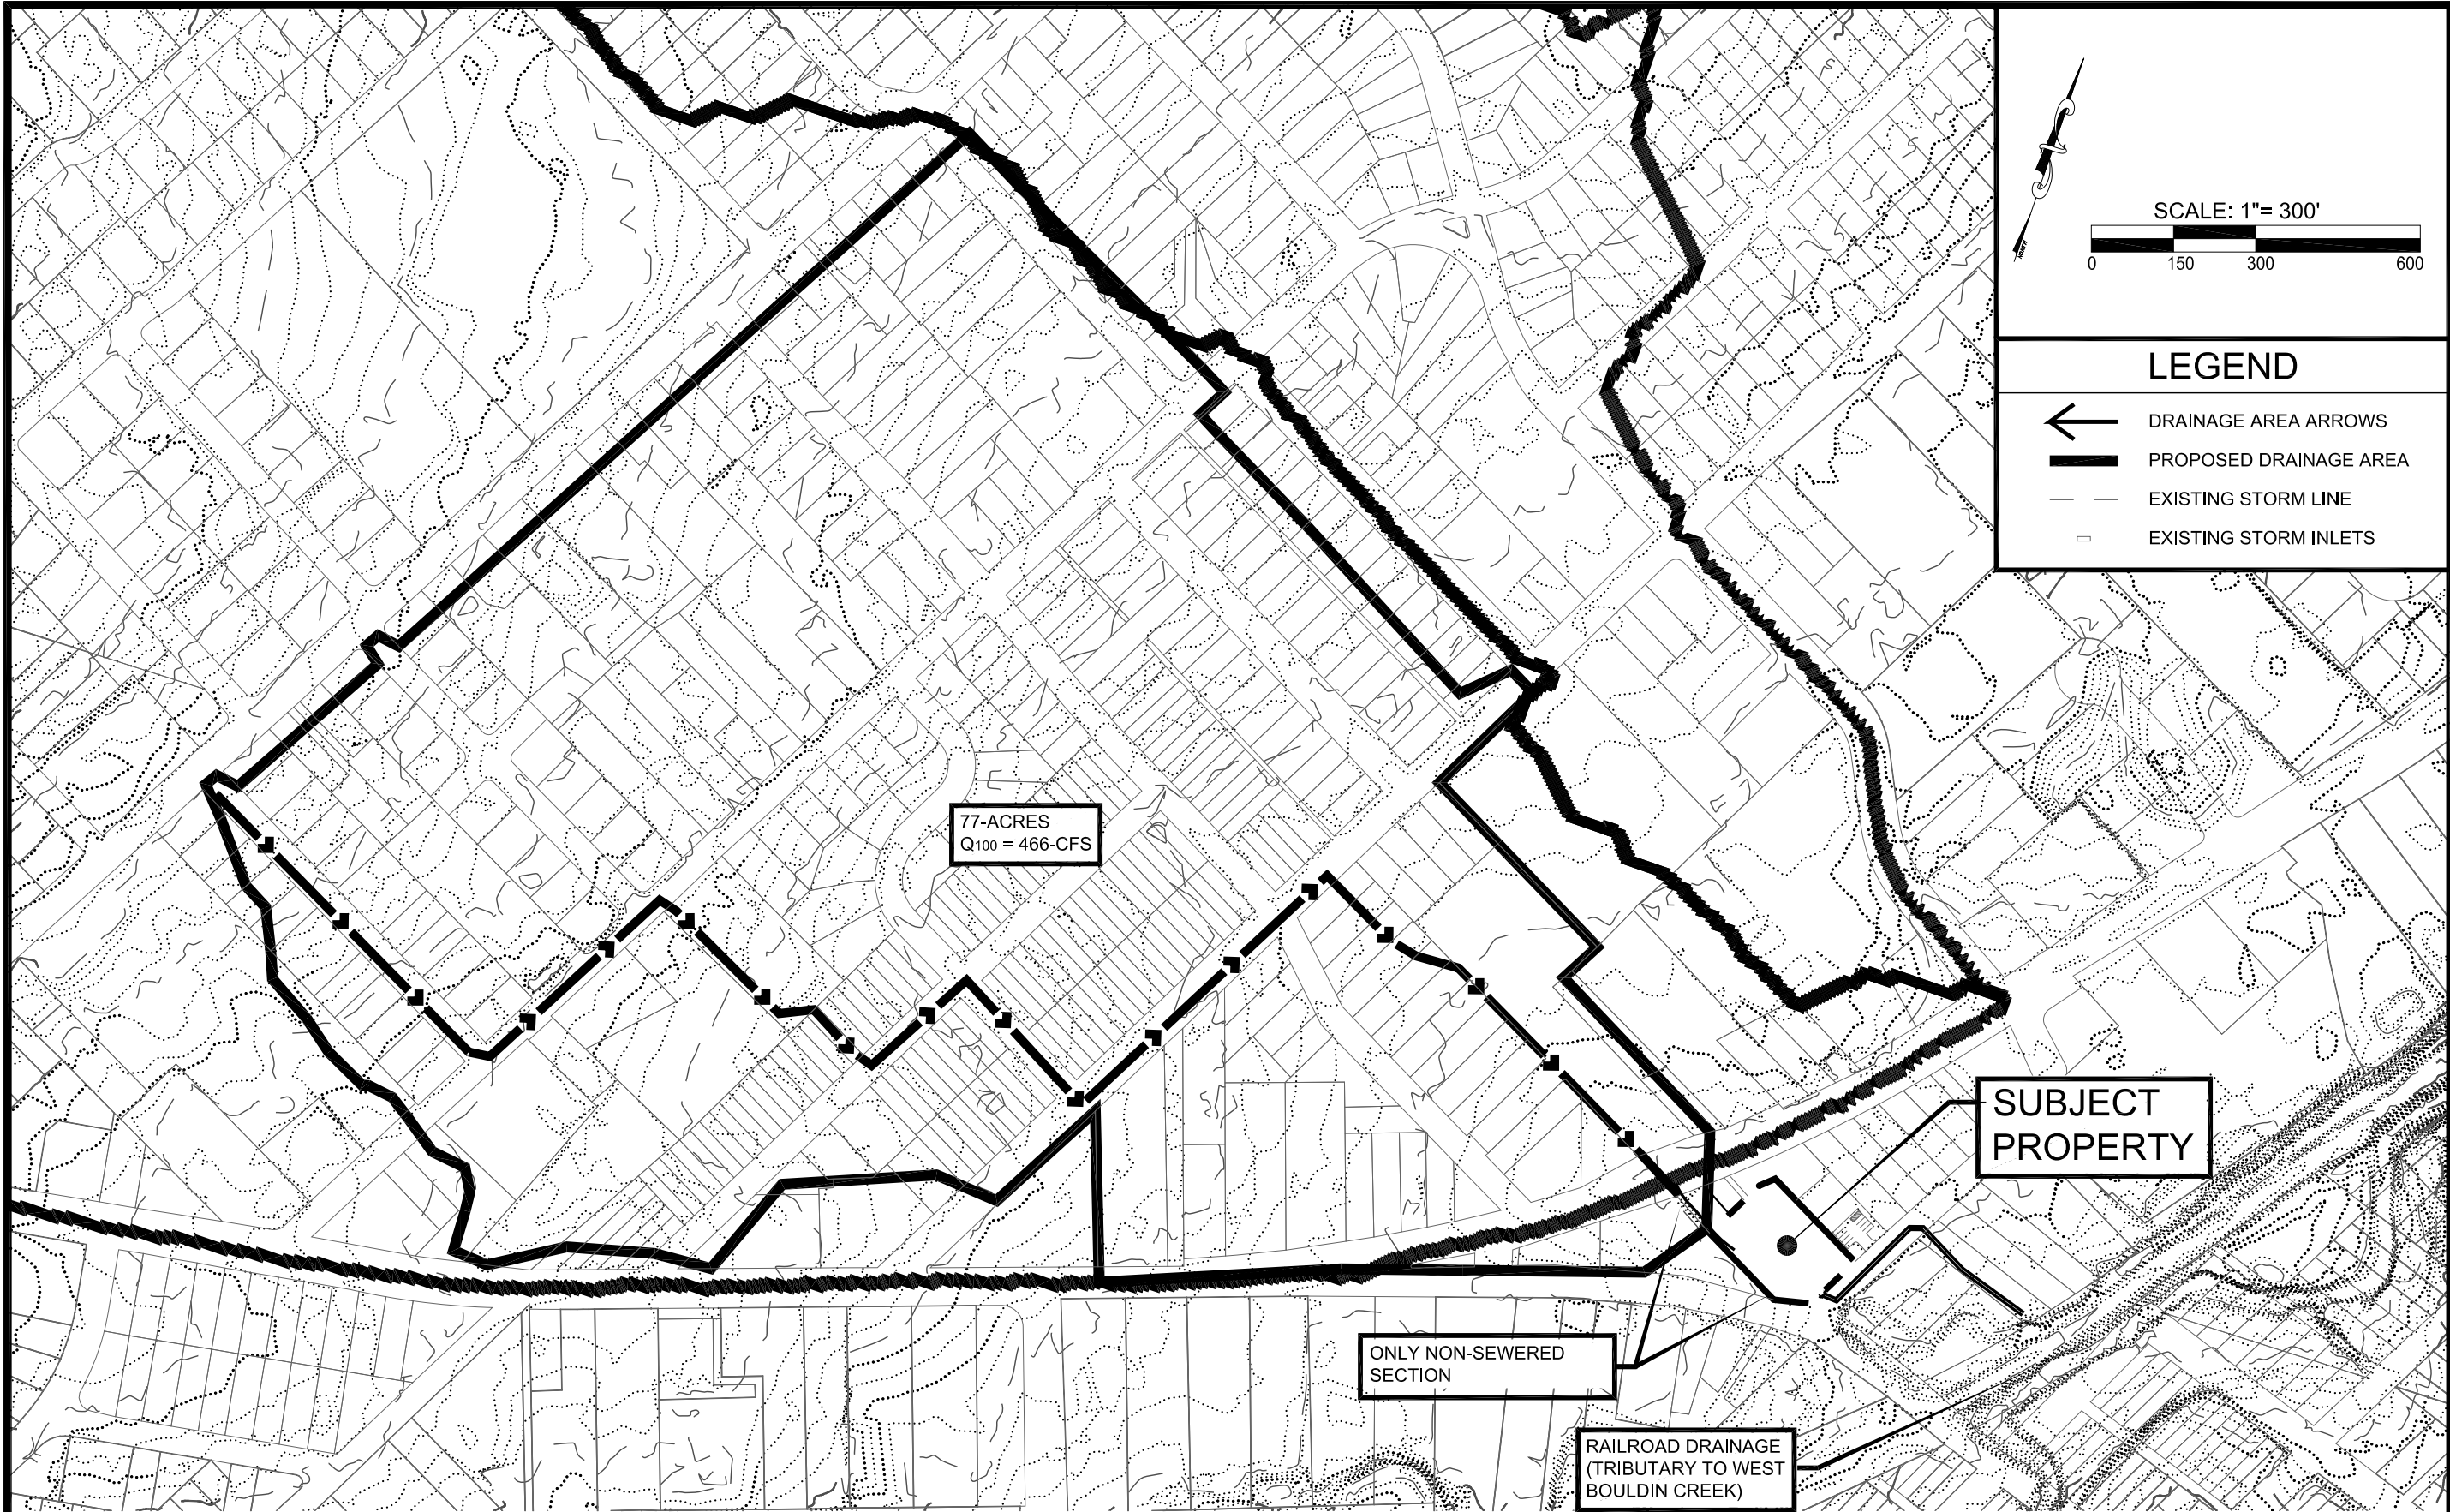 SCALE: 1"= 300'
0 150 300 600
LEGEND
DRAINAGE AREA ARROWS
PROPOSED DRAINAGE AREA
EXISTING STORM LINE
EXISTING STORM INLETS
77-ACRES
Q100 = 466-CFS
SUBJECT
PROPERTY
ONLY NON-SEWERED
SECTION
RAILROAD DRAINAGE
(TRIBUTARY TO WEST
BOULDIN CREEK)